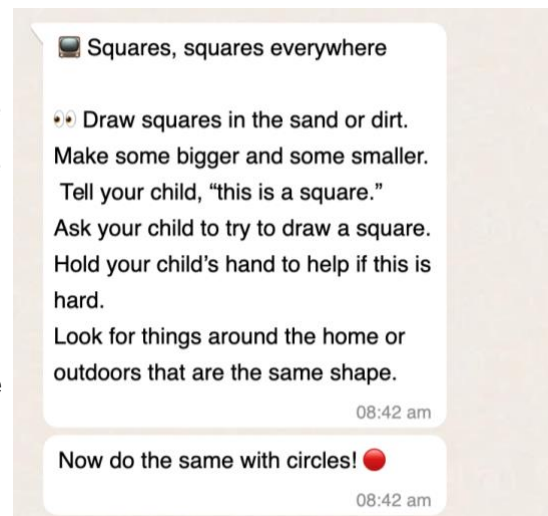 📺 Squares, squares everywhere
👀 Draw squares in the sand or dirt.
Make some bigger and some smaller.
Tell your child, “this is a square.”
Ask your child to try to draw a square.
Hold your child’s hand to help if this is
hard.
Look for things around the home or
outdoors that are the same shape.
08:42 am
Now do the same with circles! 🔴
08:42 am